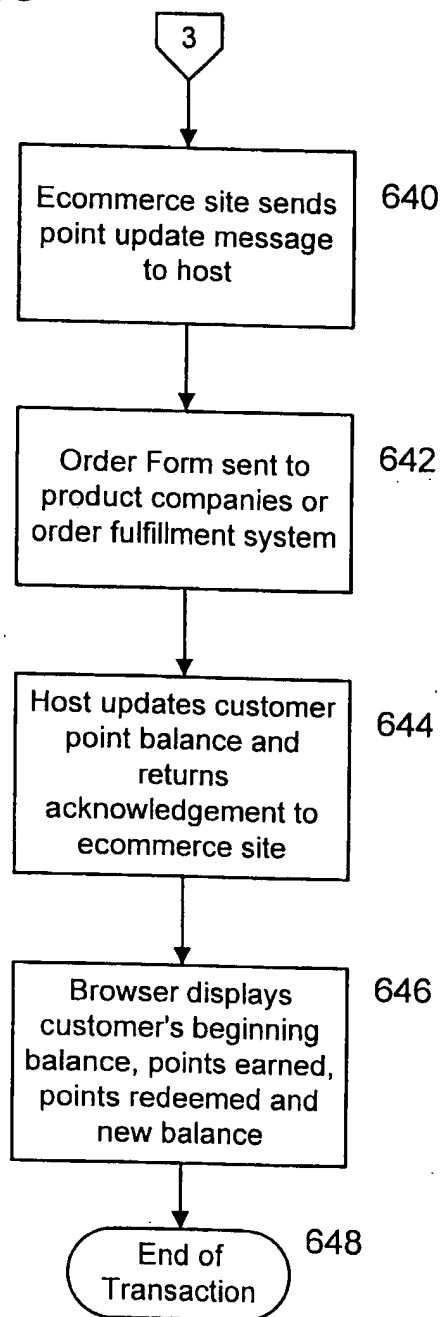 3
Ecommerce site sends
point update message
to host
640
Order Form sent to
product companies or
order fulfillment system
642
Host updates customer
point balance and
returns
acknowledgement to
ecommerce site
644
Browser displays
customer's beginning
balance, points earned,
points redeemed and
new balance
646
End of
Transaction
648